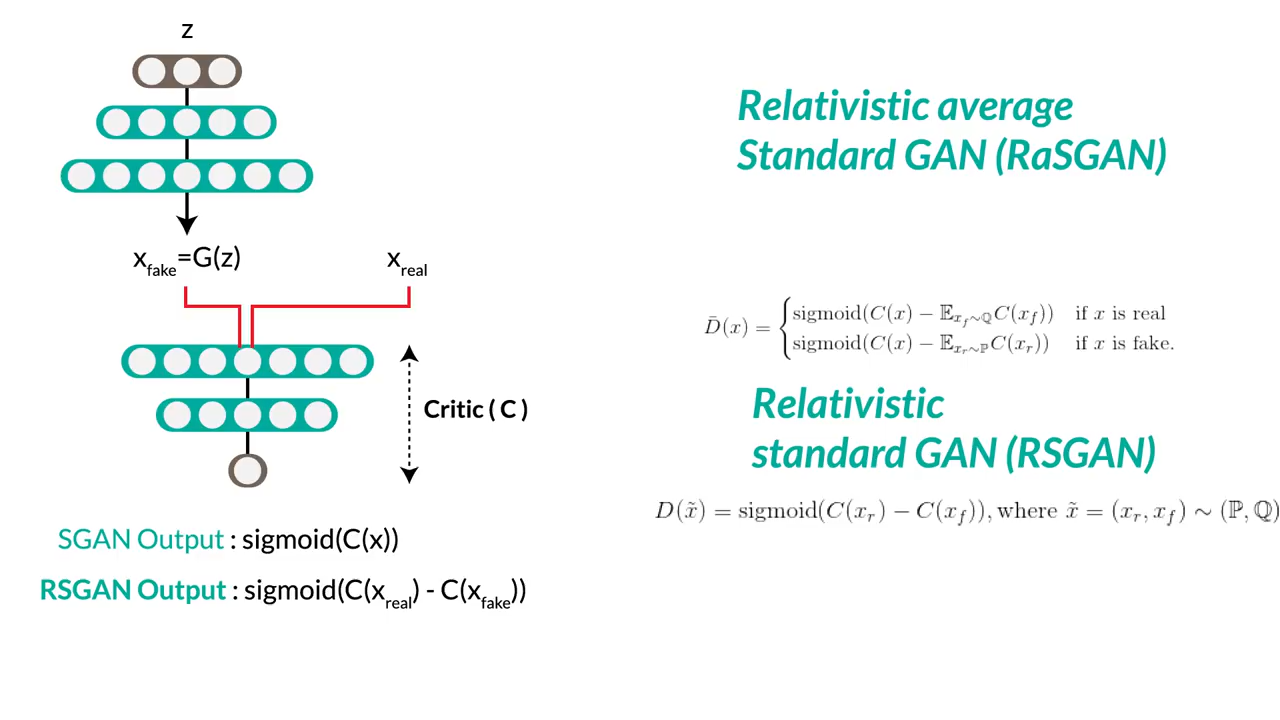 z
x_fake=G(z)
x_real
Critic ( C )
SGAN Output : sigmoid(C(x))
RSGAN Output : sigmoid(C(x_real) - C(x_fake))
Relativistic average
Standard GAN (RaSGAN)
D̄(x) = { sigmoid(C(x) − 𝔼_{x_f∼ℚ}C(x_f)) if x is real
sigmoid(C(x) − 𝔼_{x_r∼ℙ}C(x_r)) if x is fake.
Relativistic
standard GAN (RSGAN)
D(x̃) = sigmoid(C(x_r) − C(x_f)), where x̃ = (x_r, x_f) ∼ (ℙ, ℚ)